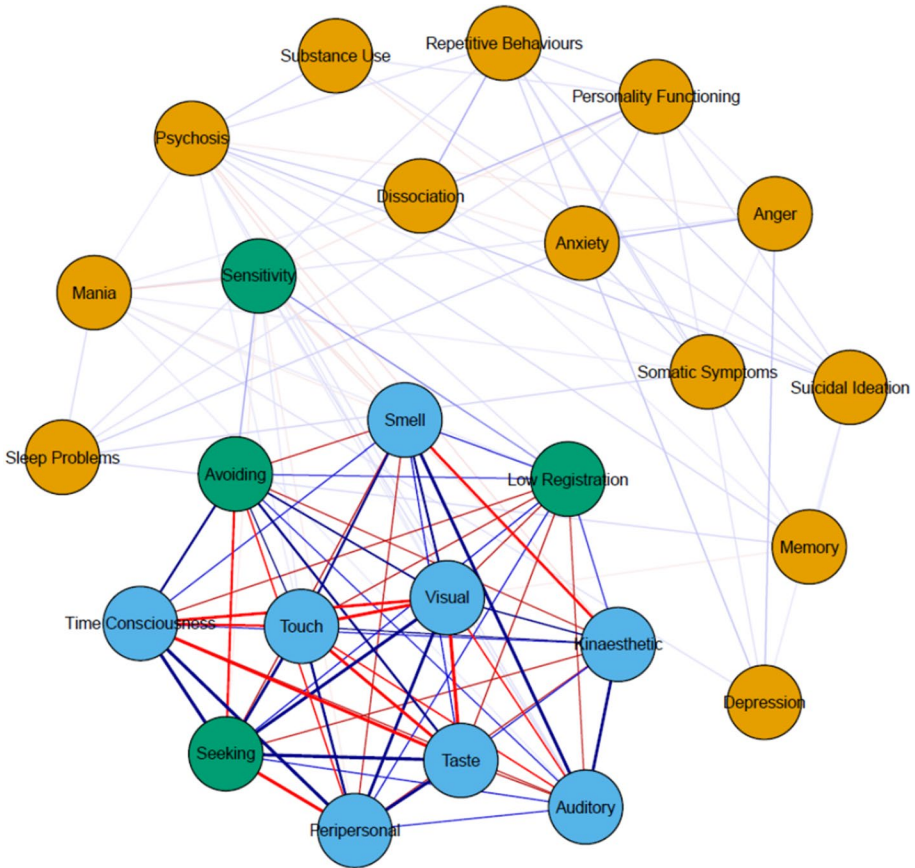 Repetitive Behaviours
Substance Use
Personality Functioning
Psychosis
Dissociation
Anger
Anxiety
Sensitivity
Mania
Somatic Symptoms
Suicidal Ideation
Smell
Sleep Problems
Avoiding
Low Registration
Memory
Visual
Time Consciousness
Touch
Kinaesthetic
Depression
Seeking
Taste
Auditory
Peripersonal